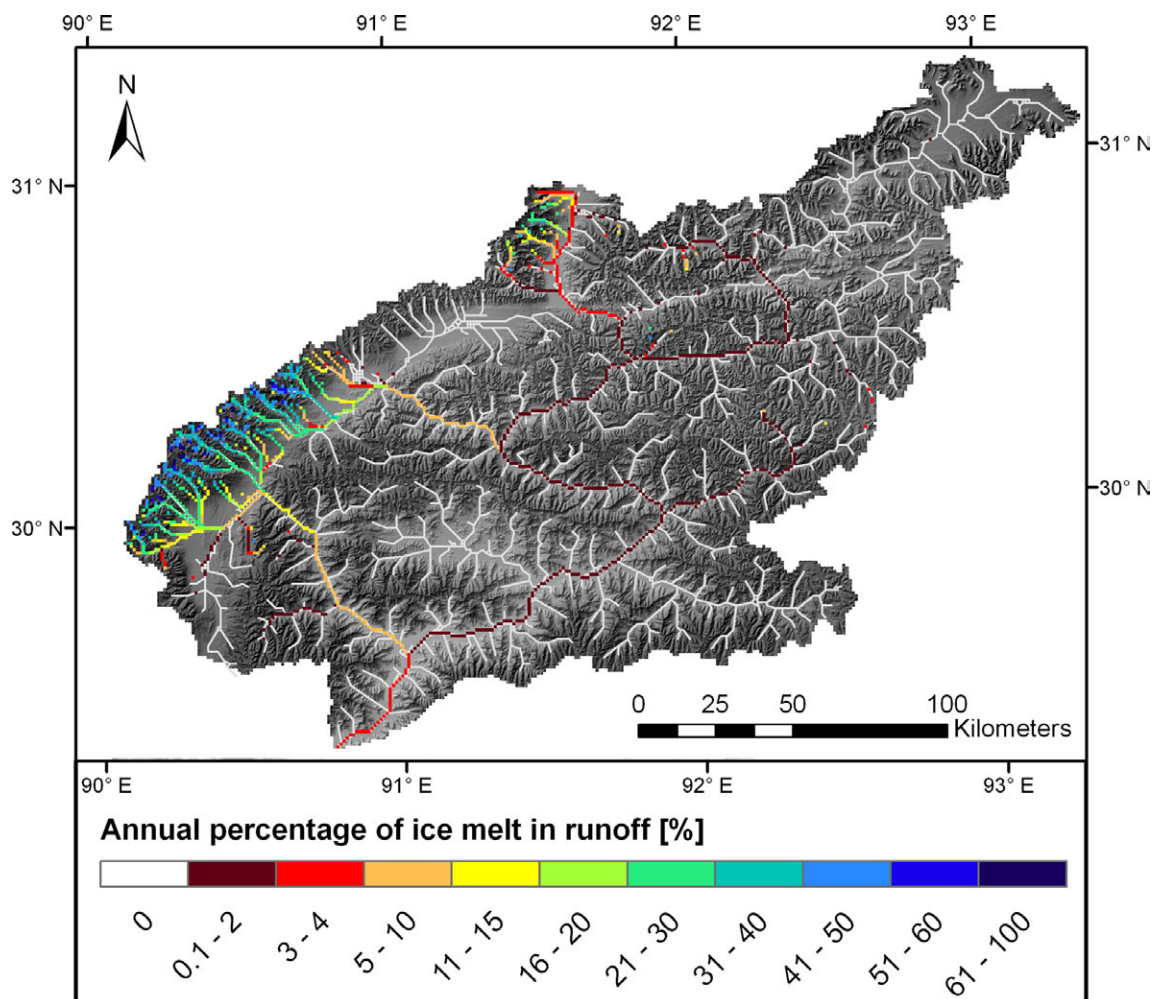 90° E 91° E 92° E 93° E
N
31° N
31° N
30° N
30° N
0 25 50 100
Kilometers
90° E 91° E 92° E 93° E
Annual percentage of ice melt in runoff [%]
0 0.1 - 2 3 - 4 5 - 10 11 - 15 16 - 20 21 - 30 31 - 40 41 - 50 51 - 60 61 - 100